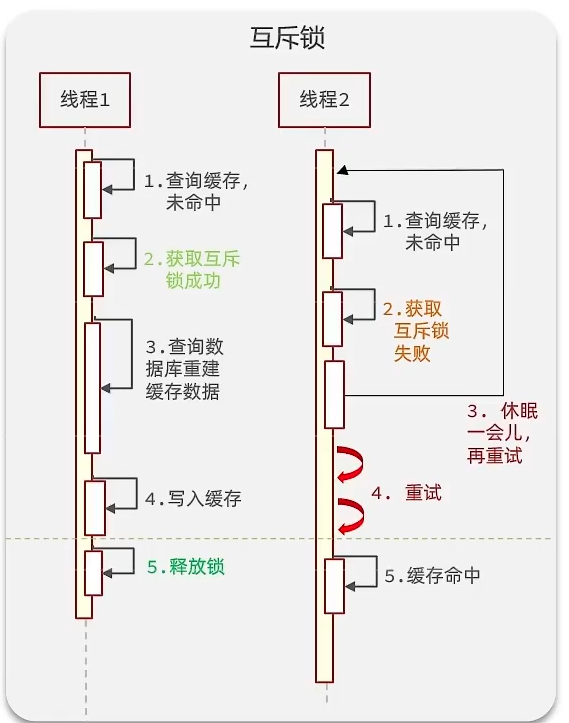 互斥锁
线程1
线程2
1.查询缓存，
未命中
2.获取互斥
锁成功
3.查询数
据库重建
缓存数据
4.写入缓存
5.释放锁
1.查询缓存，
未命中
2.获取
互斥锁
失败
3. 休眠
一会儿，
再重试
4. 重试
5.缓存命中